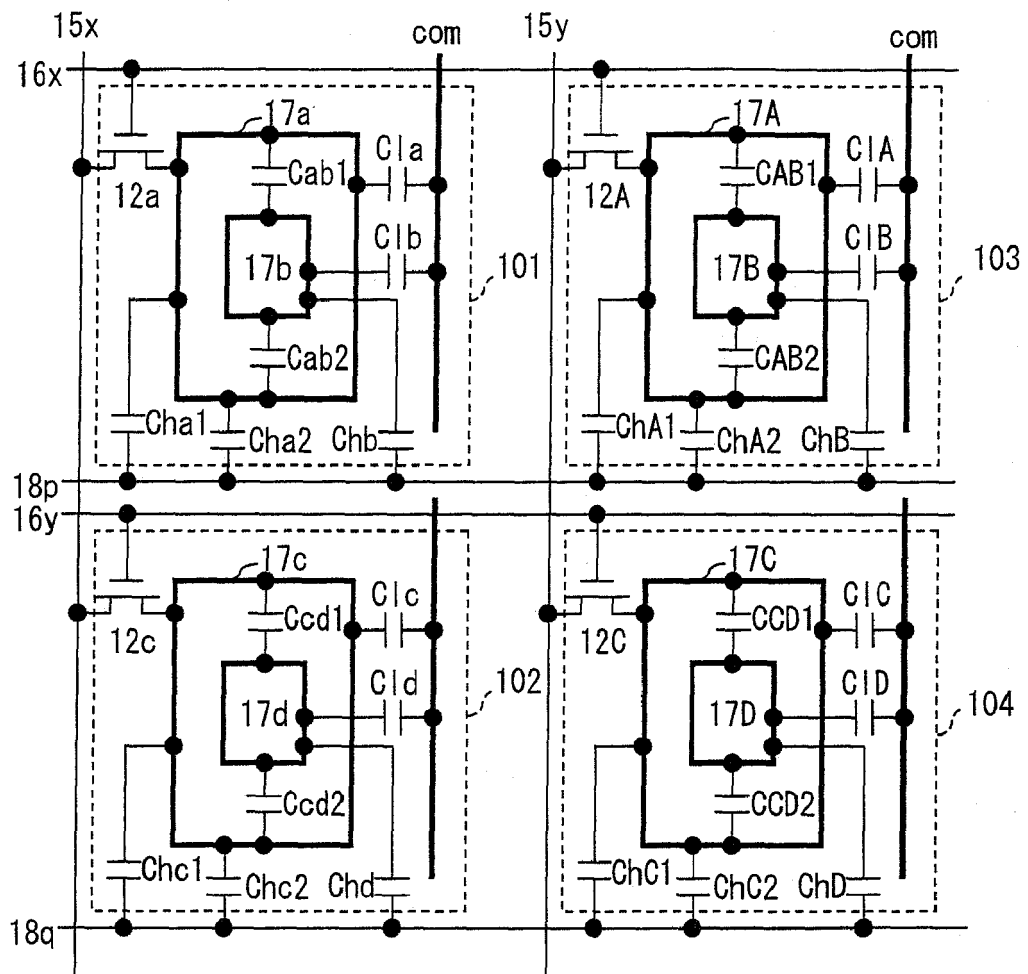 15x
com
15y
com
16x
17a
17A
Cab1
Cla
CAB1
ClA
12a
12A
17b
Clb
101
17B
ClB
103
Cab2
CAB2
Cha1
Cha2
Chb
ChA1
ChA2
ChB
18p
16y
17c
17C
Ccd1
Clc
CCD1
ClC
12c
12C
17d
Cld
102
17D
ClD
104
Ccd2
CCD2
Chc1
Chc2
Chd
ChC1
ChC2
ChD
18q